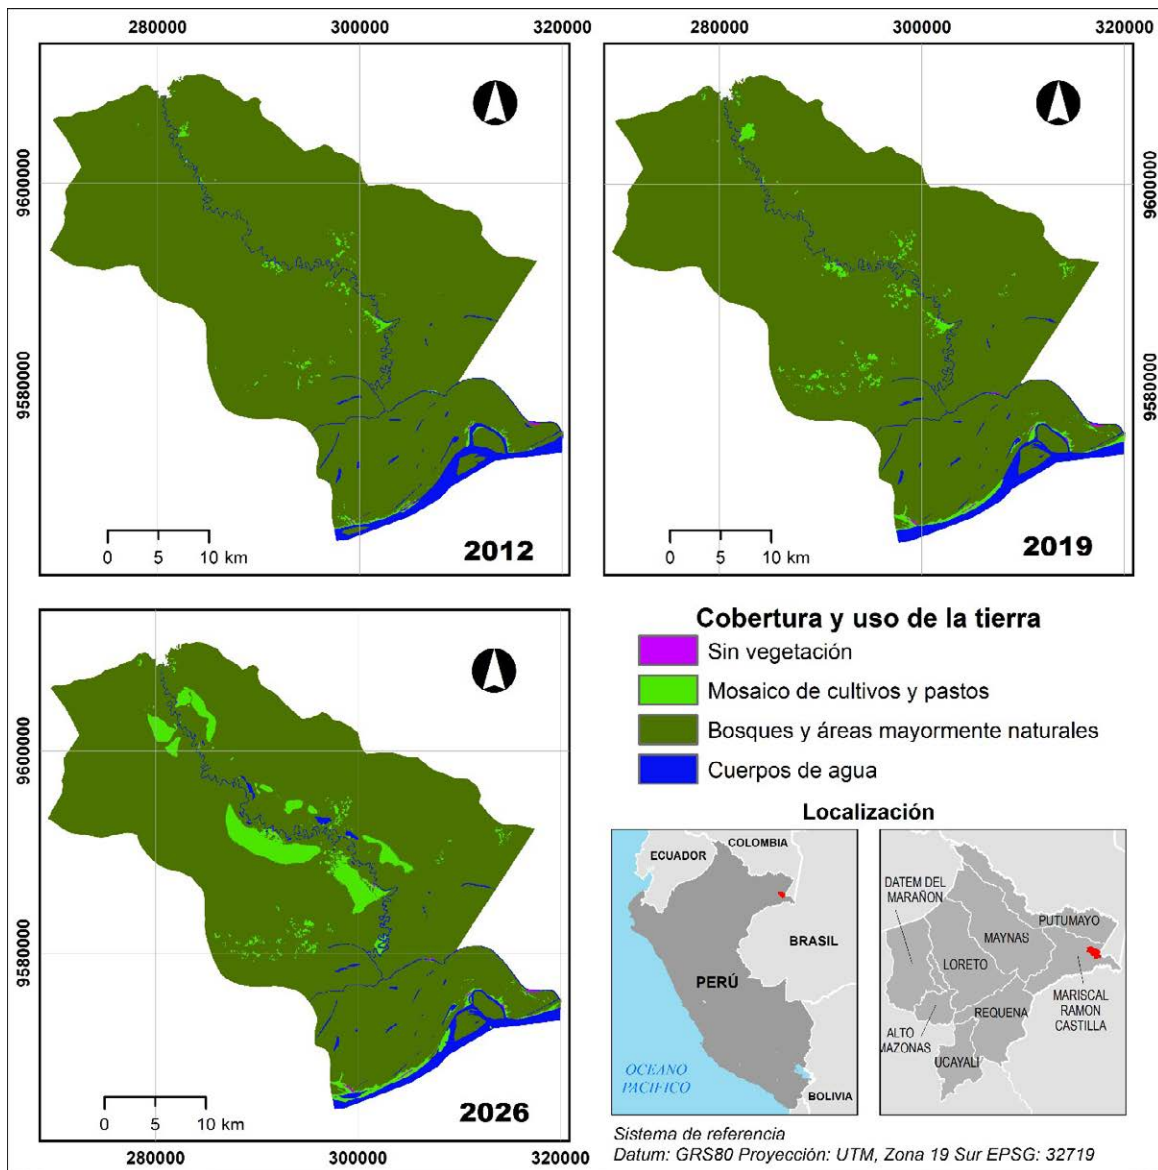 280000
300000
320000
280000
300000
320000
9600000
9580000
0 5 10 km
2012
9600000
9580000
0 5 10 km
2019
9600000
9580000
0 5 10 km
2026
280000
300000
320000
Cobertura y uso de la tierra
Sin vegetación
Mosaico de cultivos y pastos
Bosques y áreas mayormente naturales
Cuerpos de agua
Localización
ECUADOR
COLOMBIA
BRASIL
PERÚ
OCEANO
PACIFICO
BOLIVIA
DATEM DEL
MARAÑON
PUTUMAYO
MAYNAS
LORETO
MARISCAL
RAMON
CASTILLA
REQUENA
ALTO
MAZONAS
UCAYALI
Sistema de referencia
Datum: GRS80 Proyección: UTM, Zona 19 Sur EPSG: 32719